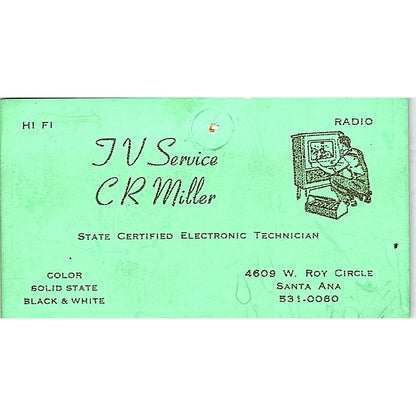 HI FI
RADIO
TV Service
CR Miller
STATE CERTIFIED ELECTRONIC TECHNICIAN
COLOR
SOLID STATE
BLACK & WHITE
4609 W. ROY CIRCLE
SANTA ANA
531-0080